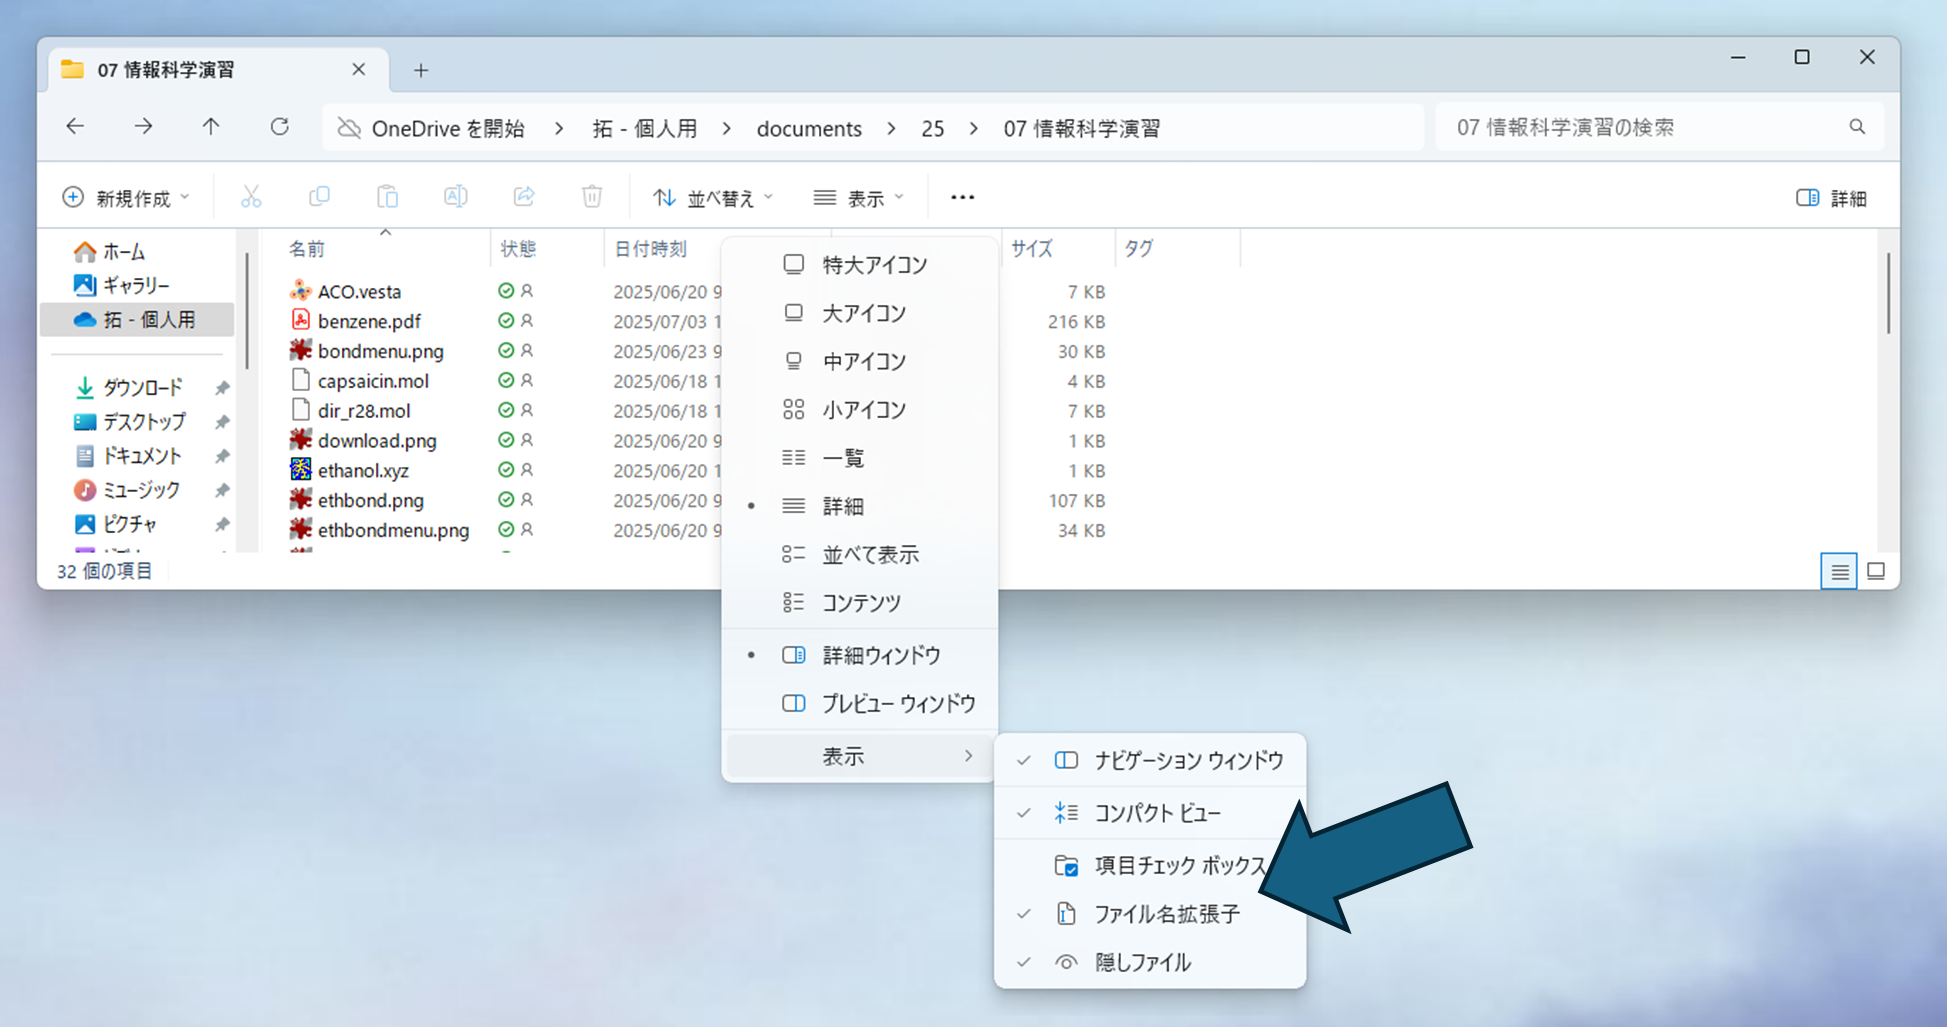 07 情報科学演習
OneDrive を開始 › 拓 - 個人用 › documents › 25 › 07 情報科学演習
07 情報科学演習の検索
新規作成
並べ替え
表示
詳細
ホーム
ギャラリー
拓 - 個人用
ダウンロード
デスクトップ
ドキュメント
ミュージック
ピクチャ
名前 状態 日付時刻 サイズ タグ
ACO.vesta 2025/06/20 9 7 KB
benzene.pdf 2025/07/03 1 216 KB
bondmenu.png 2025/06/23 9 30 KB
capsaicin.mol 2025/06/18 1 4 KB
dir_r28.mol 2025/06/18 1 7 KB
download.png 2025/06/20 9 1 KB
秀 ethanol.xyz 2025/06/20 1 1 KB
ethbond.png 2025/06/20 9 107 KB
ethbondmenu.png 2025/06/20 9 34 KB
32 個の項目
特大アイコン
大アイコン
中アイコン
小アイコン
一覧
詳細
並べて表示
コンテンツ
詳細ウィンドウ
プレビュー ウィンドウ
表示
ナビゲーション ウィンドウ
コンパクト ビュー
項目チェック ボックス
ファイル名拡張子
隠しファイル